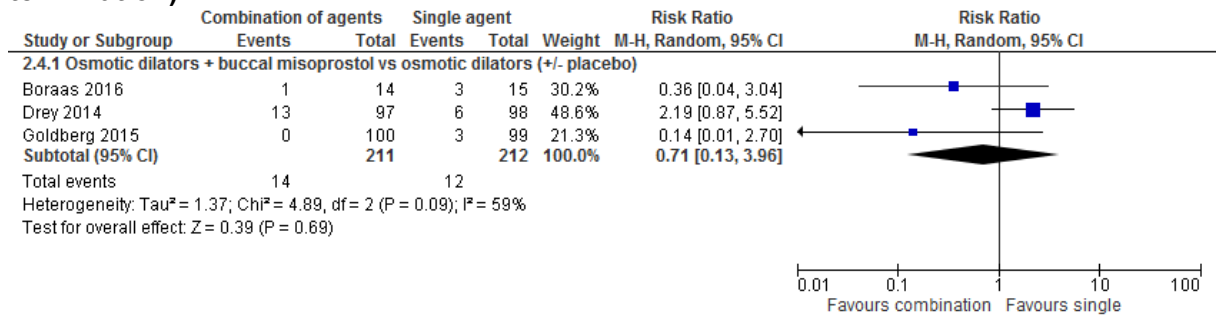 Combination of agents Single agent Risk Ratio Risk Ratio
Study or Subgroup Events Total Events Total Weight M-H, Random, 95% CI M-H, Random, 95% CI
2.4.1 Osmotic dilators + buccal misoprostol vs osmotic dilators (+/- placebo)
Boraas 2016 1 14 3 15 30.2% 0.36 [0.04, 3.04]
Drey 2014 13 97 6 98 48.6% 2.19 [0.87, 5.52]
Goldberg 2015 0 100 3 99 21.3% 0.14 [0.01, 2.70]
Subtotal (95% CI) 211 212 100.0% 0.71 [0.13, 3.96]
Total events 14 12
Heterogeneity: Tau² = 1.37; Chi² = 4.89, df = 2 (P = 0.09); I² = 59%
Test for overall effect: Z = 0.39 (P = 0.69)
0.01 0.1 1 10 100
Favours combination Favours single